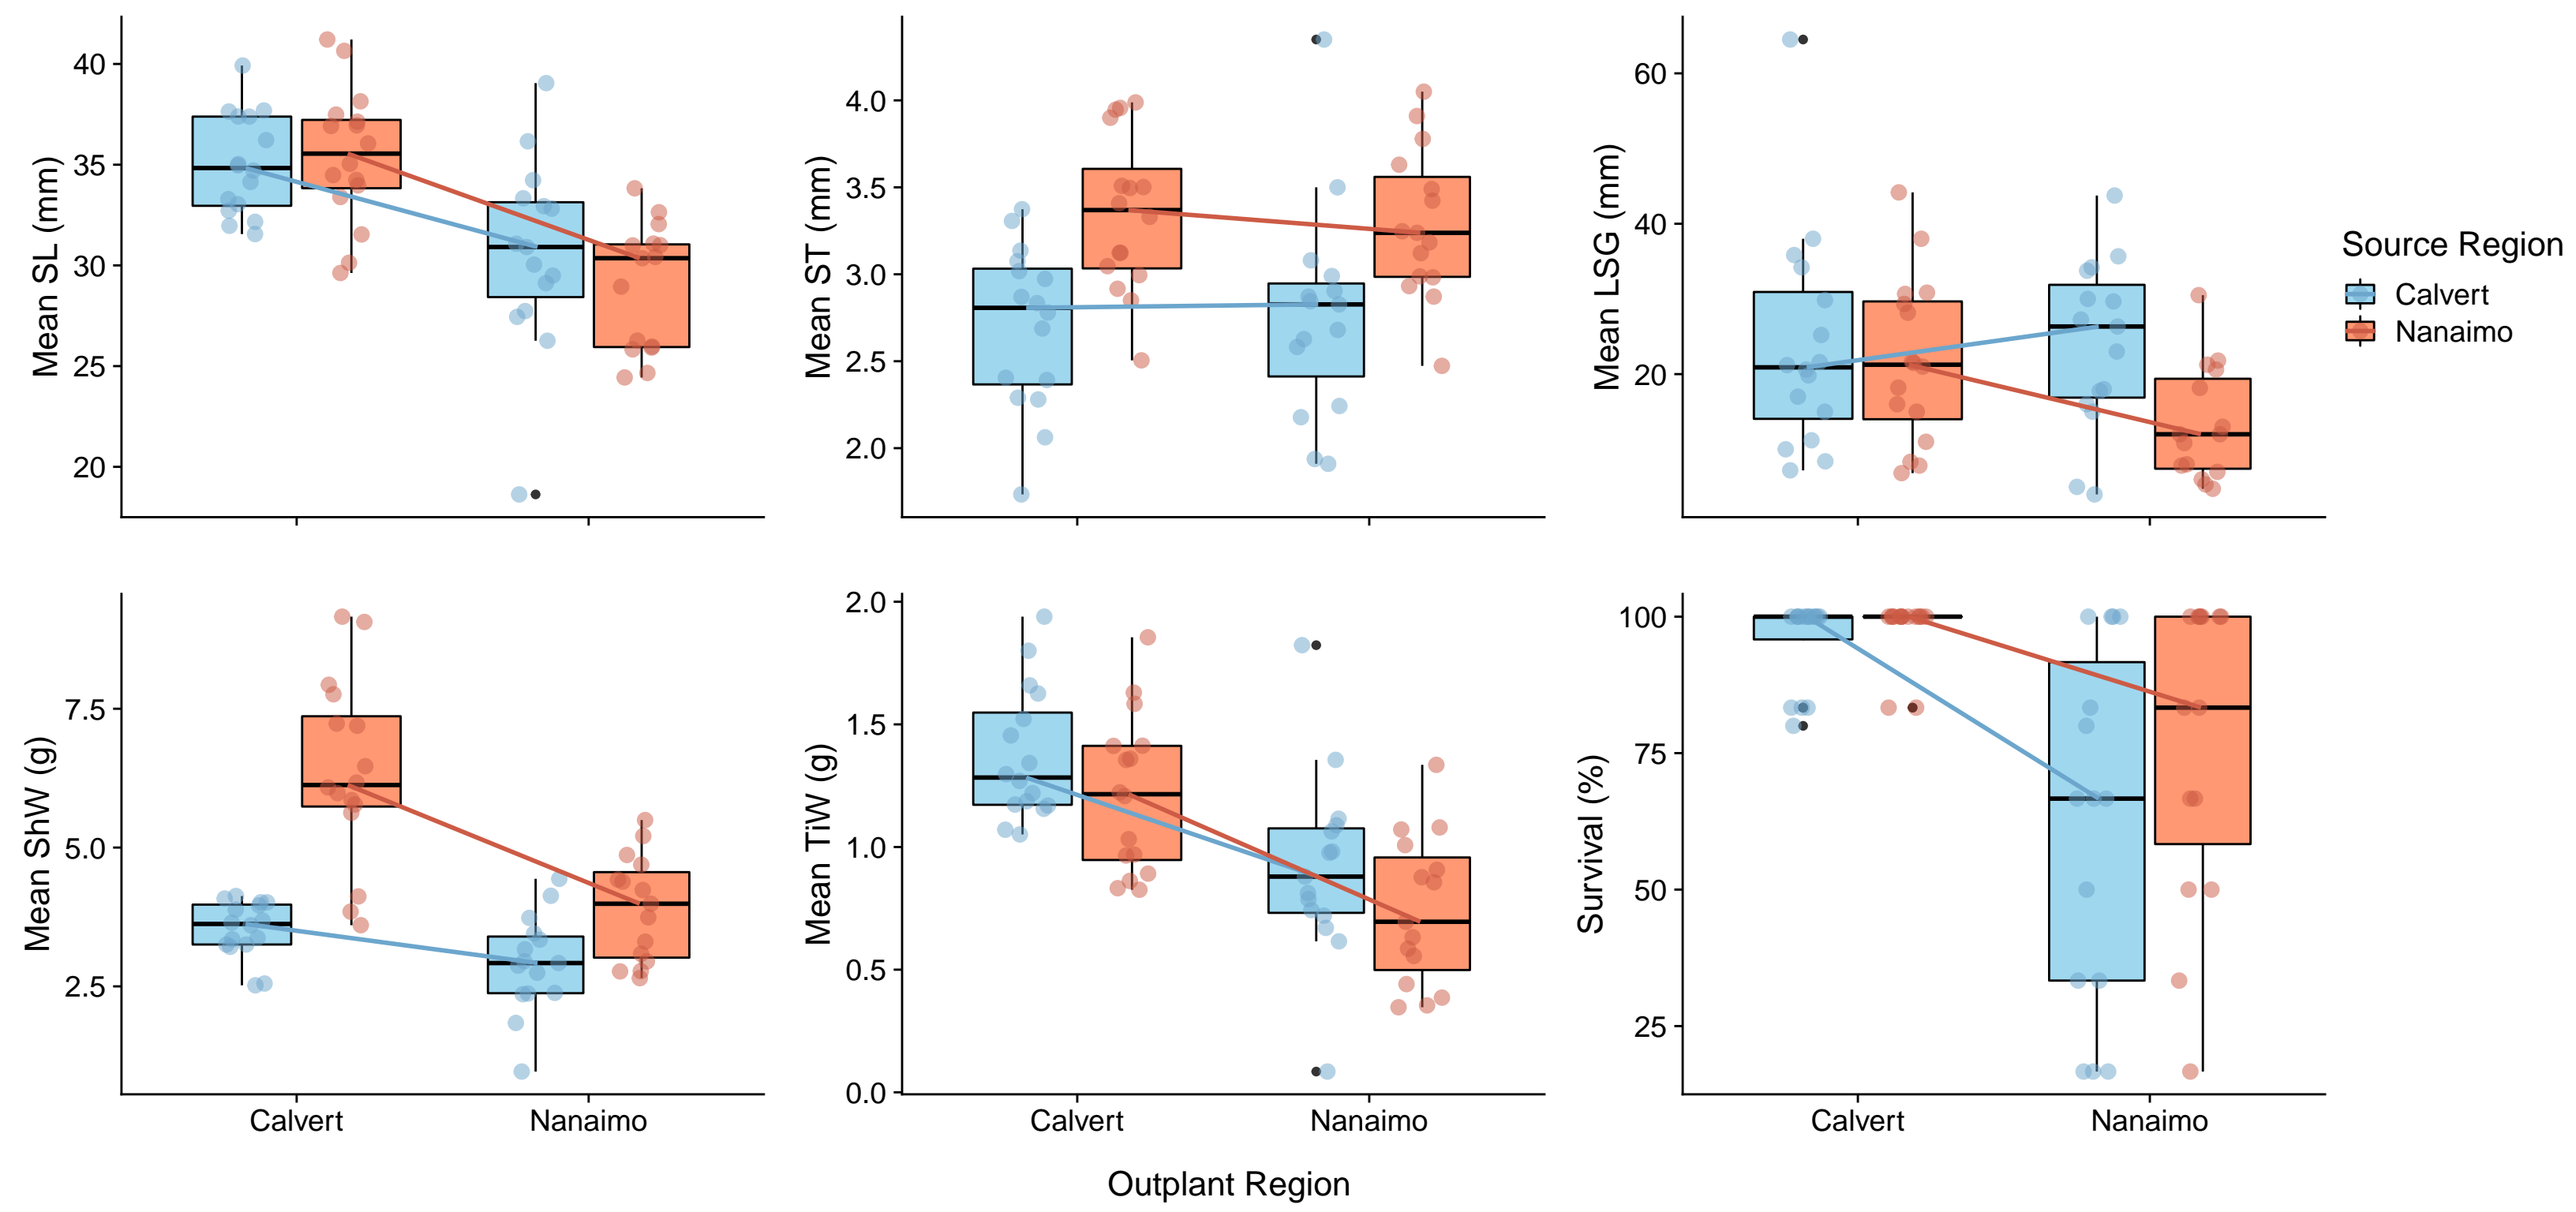 Mean SL (mm)
40
35
30
25
20
Mean ST (mm)
4.0
3.5
3.0
2.5
2.0
Mean LSG (mm)
60
40
20
Source Region
Calvert
Nanaimo
Mean ShW (g)
7.5
5.0
2.5
Calvert
Nanaimo
Mean TiW (g)
2.0
1.5
1.0
0.5
0.0
Calvert
Nanaimo
Survival (%)
100
75
50
25
Calvert
Nanaimo
Outplant Region